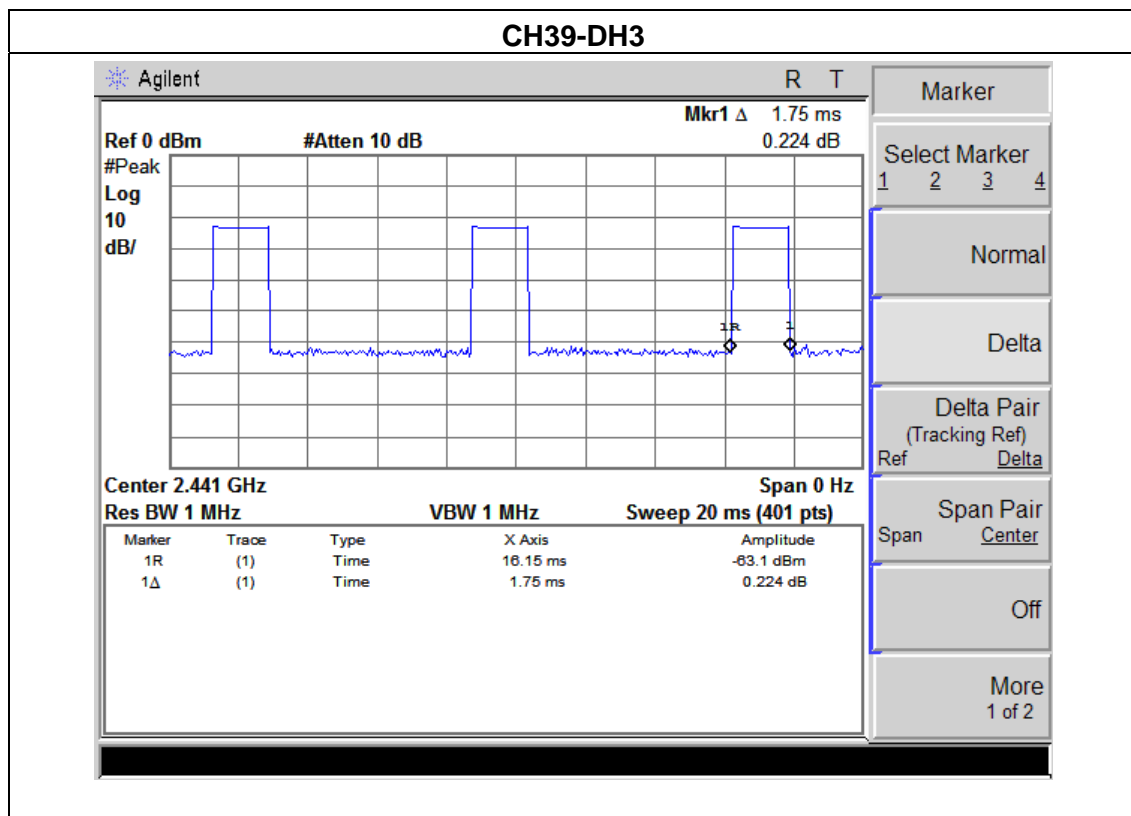 CH39-DH3
Agilent R T
Mkr1 Δ 1.75 ms
Ref 0 dBm #Atten 10 dB 0.224 dB
#Peak
Log
10
dB/
1R 1
Center 2.441 GHz Span 0 Hz
Res BW 1 MHz VBW 1 MHz Sweep 20 ms (401 pts)
Marker Trace Type X Axis Amplitude
1R (1) Time 16.15 ms -63.1 dBm
1Δ (1) Time 1.75 ms 0.224 dB
Marker
Select Marker
1 2 3 4
Normal
Delta
Delta Pair
(Tracking Ref)
Ref Delta
Span Pair
Span Center
Off
More
1 of 2